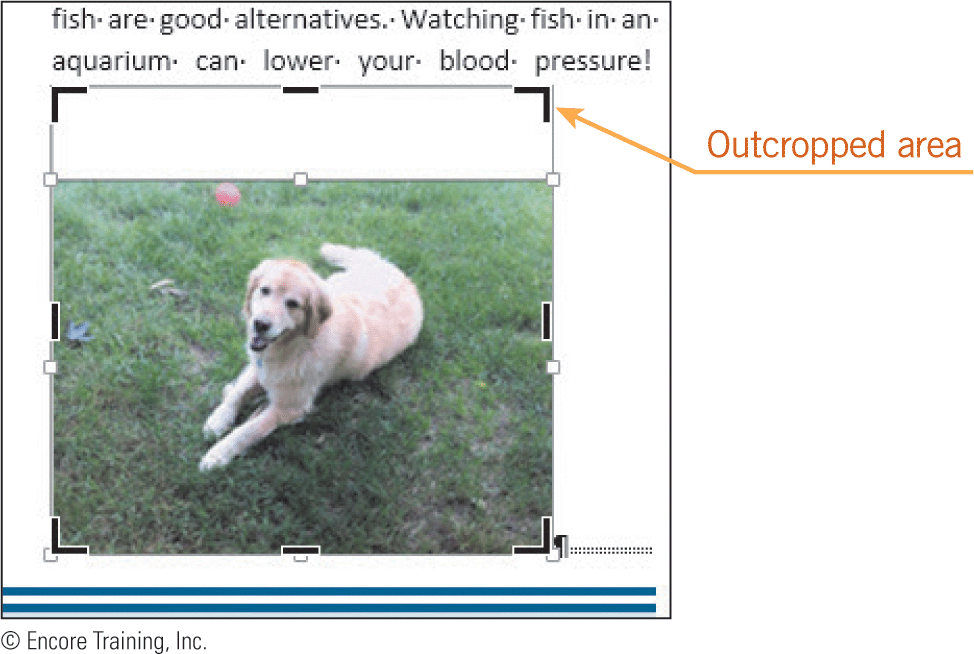 fish· are· good· alternatives.· Watching· fish· in· an·
aquarium· can· lower· your· blood· pressure!
Outcropped area
¶
© Encore Training, Inc.